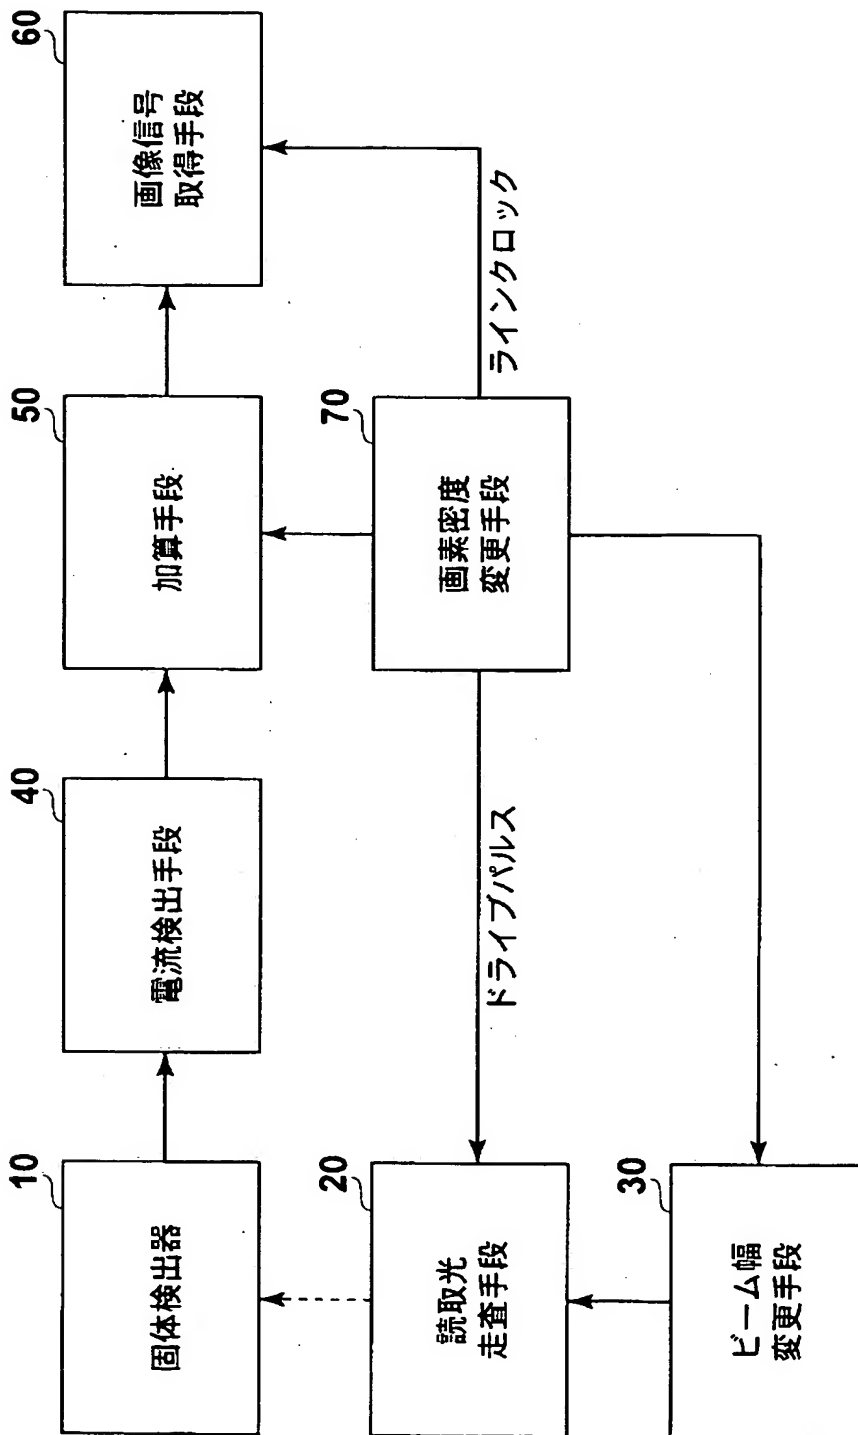 10
固体検出器
40
電流検出手段
50
加算手段
60
画像信号
取得手段
20
読取光
走査手段
ドライブパルス
70
画素密度
変更手段
ラインクロック
30
ビーム幅
変更手段